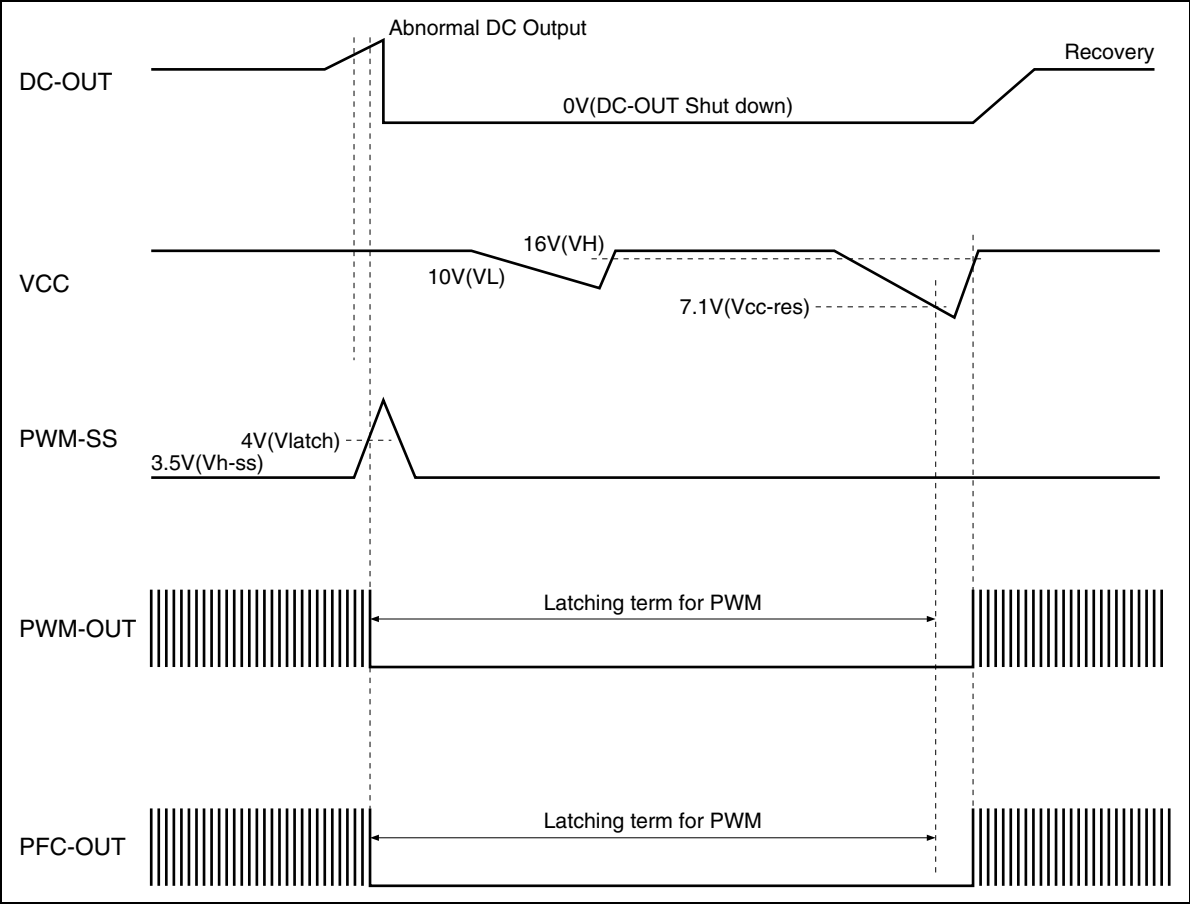 Abnormal DC Output
Recovery
DC-OUT
0V(DC-OUT Shut down)
16V(VH)
10V(VL)
VCC
7.1V(Vcc-res)
PWM-SS
4V(Vlatch)
3.5V(Vh-ss)
Latching term for PWM
PWM-OUT
Latching term for PWM
PFC-OUT